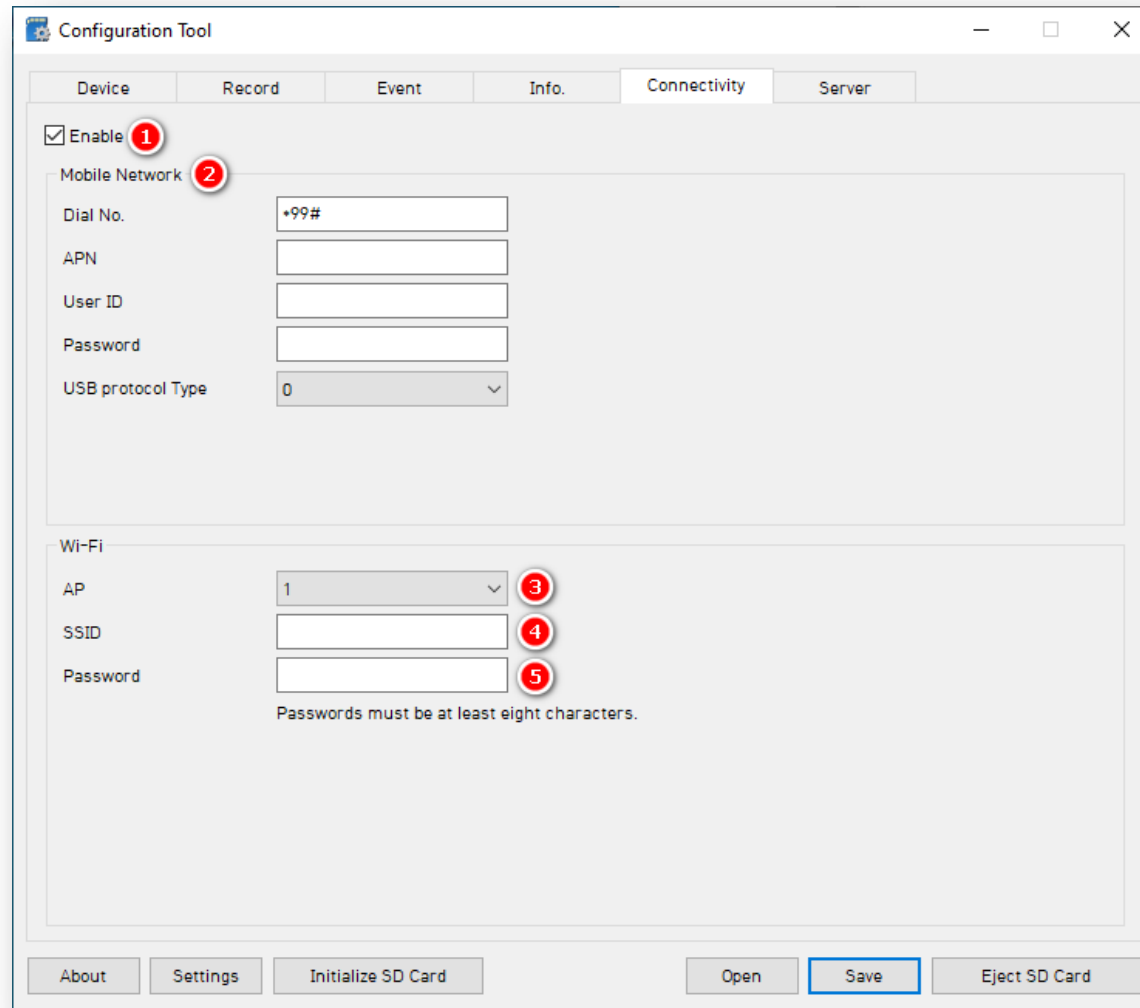 Configuration Tool
Device Record Event Info. Connectivity Server
Enable 1
Mobile Network 2
Dial No. *99#
APN
User ID
Password
USB protocol Type 0
Wi-Fi
AP 1 3
SSID 4
Password 5
Passwords must be at least eight characters.
About Settings Initialize SD Card Open Save Eject SD Card